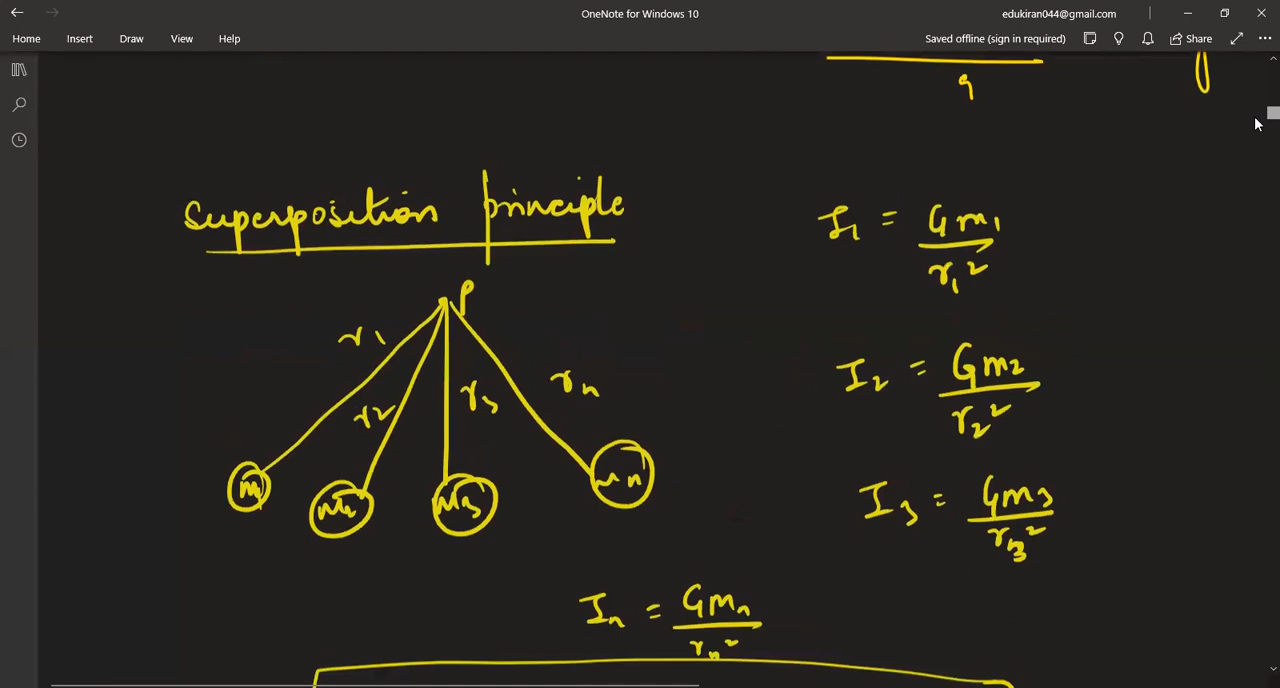 OneNote for Windows 10
edukiran044@gmail.com
Home Insert Draw View Help
Saved offline (sign in required)
Share
9
Superposition principle
I₁ = Gm₁/r₁²
P
r₁
r₂
r₃
rₙ
I₂ = Gm₂/r₂²
m₁
m₂
m₃
mₙ
I₃ = Gm₃/r₃²
Iₙ = Gmₙ/rₙ²